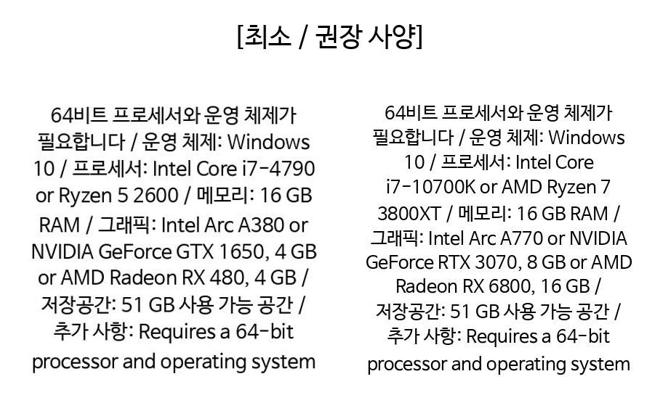 [최소 / 권장 사양]
64비트 프로세서와 운영 체제가
필요합니다 / 운영 체제: Windows
10 / 프로세서: Intel Core i7-4790
or Ryzen 5 2600 / 메모리: 16 GB
RAM / 그래픽: Intel Arc A380 or
NVIDIA GeForce GTX 1650, 4 GB
or AMD Radeon RX 480, 4 GB /
저장공간: 51 GB 사용 가능 공간 /
추가 사항: Requires a 64-bit
processor and operating system
64비트 프로세서와 운영 체제가
필요합니다 / 운영 체제: Windows
10 / 프로세서: Intel Core
i7-10700K or AMD Ryzen 7
3800XT / 메모리: 16 GB RAM /
그래픽: Intel Arc A770 or NVIDIA
GeForce RTX 3070, 8 GB or AMD
Radeon RX 6800, 16 GB /
저장공간: 51 GB 사용 가능 공간 /
추가 사항: Requires a 64-bit
processor and operating system